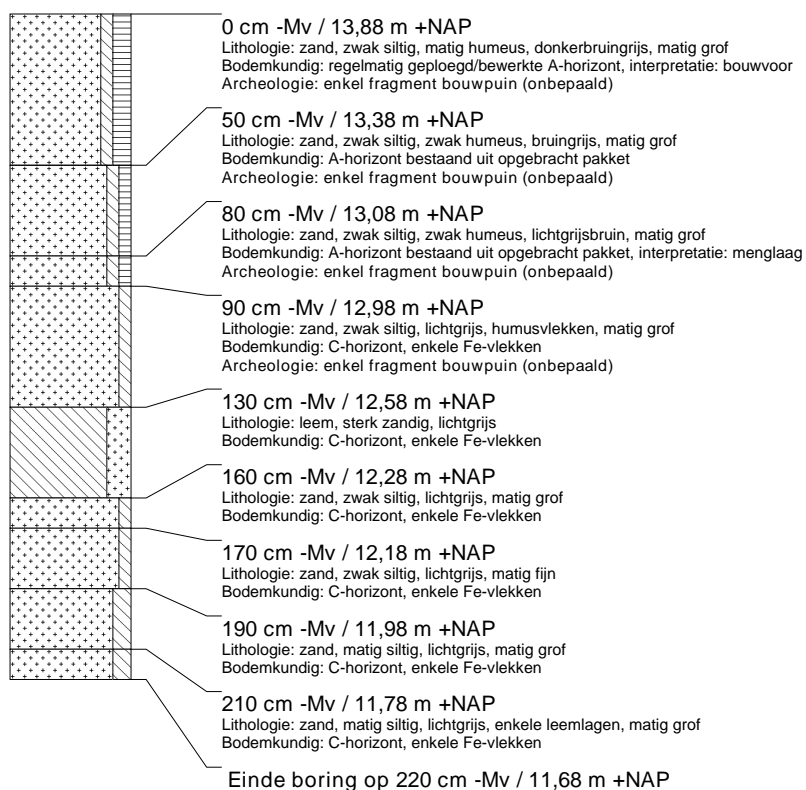 0 cm -Mv / 13,88 m +NAP
Lithologie: zand, zwak siltig, matig humeus, donkerbruingrijs, matig grof
Bodemkundig: regelmatig geploegd/bewerkte A-horizont, interpretatie: bouwvoor
Archeologie: enkel fragment bouwpuin (onbepaald)
50 cm -Mv / 13,38 m +NAP
Lithologie: zand, zwak siltig, zwak humeus, bruingrijs, matig grof
Bodemkundig: A-horizont bestaand uit opgebracht pakket
Archeologie: enkel fragment bouwpuin (onbepaald)
80 cm -Mv / 13,08 m +NAP
Lithologie: zand, zwak siltig, zwak humeus, lichtgrijsbruin, matig grof
Bodemkundig: A-horizont bestaand uit opgebracht pakket, interpretatie: menglaag
Archeologie: enkel fragment bouwpuin (onbepaald)
90 cm -Mv / 12,98 m +NAP
Lithologie: zand, zwak siltig, lichtgrijs, humusvlekken, matig grof
Bodemkundig: C-horizont, enkele Fe-vlekken
Archeologie: enkel fragment bouwpuin (onbepaald)
130 cm -Mv / 12,58 m +NAP
Lithologie: leem, sterk zandig, lichtgrijs
Bodemkundig: C-horizont, enkele Fe-vlekken
160 cm -Mv / 12,28 m +NAP
Lithologie: zand, zwak siltig, lichtgrijs, matig grof
Bodemkundig: C-horizont, enkele Fe-vlekken
170 cm -Mv / 12,18 m +NAP
Lithologie: zand, zwak siltig, lichtgrijs, matig fijn
Bodemkundig: C-horizont, enkele Fe-vlekken
190 cm -Mv / 11,98 m +NAP
Lithologie: zand, matig siltig, lichtgrijs, matig grof
Bodemkundig: C-horizont, enkele Fe-vlekken
210 cm -Mv / 11,78 m +NAP
Lithologie: zand, matig siltig, lichtgrijs, enkele leemlagen, matig grof
Bodemkundig: C-horizont, enkele Fe-vlekken
Einde boring op 220 cm -Mv / 11,68 m +NAP